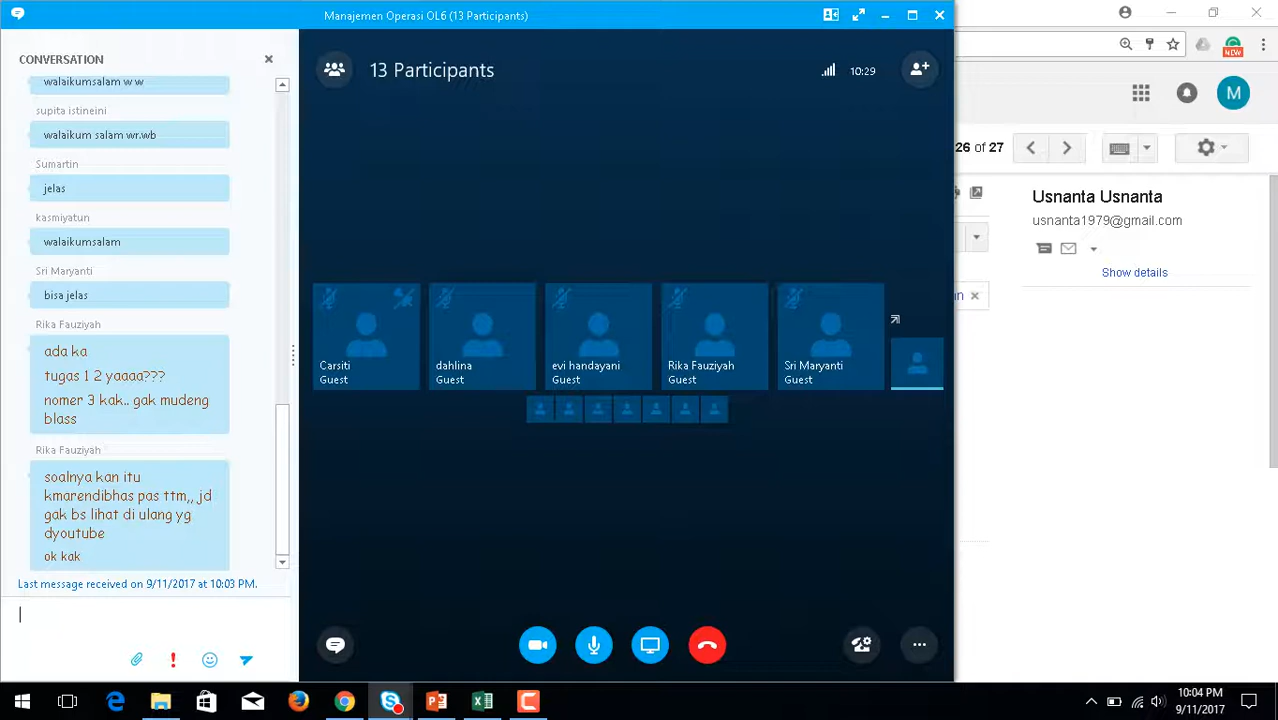 Manajemen Operasi OL6 (13 Participants)
CONVERSATION
walaikumsalam w w
supita istineini
walaikum salam wr.wb
Sumartin
jelas
kasmiyatun
walaikumsalam
Sri Maryanti
bisa jelas
Rika Fauziyah
ada ka
tugas 1 2 yaaaa???
nomer 3 kak.. gak mudeng
blass
Rika Fauziyah
soalnya kan itu
kmarendibhas pas ttm,, jd
gak bs lihat di ulang yg
dyoutube
ok kak
Last message received on 9/11/2017 at 10:03 PM.
13 Participants
10:29
Carsiti
Guest
dahlina
Guest
evi handayani
Guest
Rika Fauziyah
Guest
Sri Maryanti
Guest
NEW
M
26 of 27
Usnanta Usnanta
usnanta1979@gmail.com
Show details
n
10:04 PM
9/11/2017